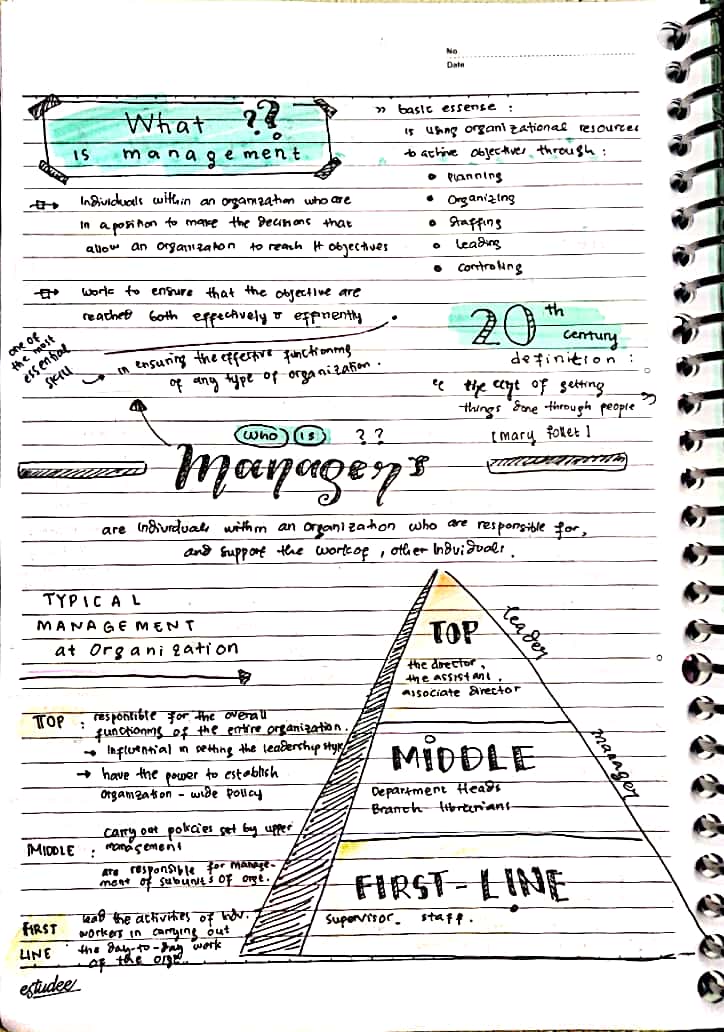 No
Date
What ??
is management
Individuals within an organization who are
in a position to make the decisions that
allow an organization to reach it objectives
work to ensure that the objective are
reached both effectively & effiently
one of
the most
essential
skill
in ensuring the effective functioning
of any type of organization.
» basic essense :
is using organizational resources
to achive objectives through :
• Planning
• Organizing
• Staffing
• Leading
• Controling
20th
century
definition :
“ the of getting
things done through people ”
[mary follet]
who is ??
Manager's
are individuals within an organization who are responsible for,
and support the work of, other individuals.
TYPICAL
MANAGEMENT
at Organization
TOP : responsible for the overall
functioning of the entire organization.
→ Influential in setting the leadership style
→ have the power to establish
organization - wide policy
MIDDLE : carry out policies set by upper
management
are responsible for manage-
ment of subunits of orgz.
FIRST
LINE : lead the activities of Indv.
workers in carrying out
the day-to-day work
of the orgz
TOP
the director,
the assistant,
associate director
leader
MIDDLE
Department Heads
Branch librarians
manager
FIRST-LINE
supervisor. staff.
estudee